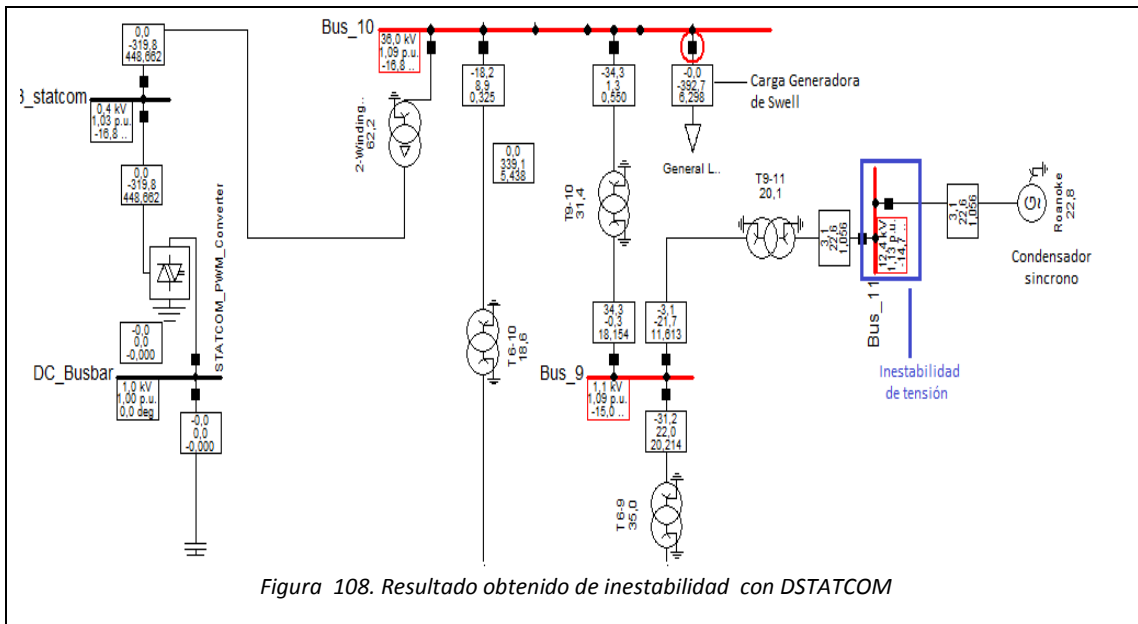 0,0
-319,8
448,662
Bus_10
36,0 kV
1,09 p.u.
-16,8 ..
-18,2
8,9
0,325
-34,3
1,3
0,550
-0,0
-392,7
6,298
Carga Generadora
de Swell
3_statcom
0,4 kV
1,03 p.u.
-16,8 ..
2-Winding..
62,2
0,0
339,1
5,438
General L..
0,0
-319,8
448,662
T9-10
31,4
T9-11
20,1
3,1
22,6
1,056
12,4 kV
1,13 p.u.
-14,7 ..
Bus_11
3,1
22,6
1,056
G~
Roanoke
22,8
Condensador
sincrono
STATCOM_PWM_Converter
-0,0
0,0
-0,000
T 6-10
18,6
34,3
-0,3
18,154
-3,1
-21,7
11,613
Inestabilidad
de tensión
DC_Busbar
1,0 kV
1,00 p.u.
0,0 deg
Bus_9
1,1 kV
1,09 p.u.
-15,0 ..
-0,0
0,0
-0,000
-31,2
22,0
20,214
T 6-9
35,0
Figura 108. Resultado obtenido de inestabilidad con DSTATCOM